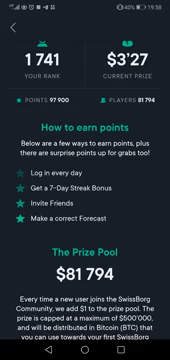 40% 19:58
1 741
$3'27
YOUR RANK
CURRENT PRIZE
POINTS 97 900
PLAYERS 81 794
How to earn points
Below are a few ways to earn points, plus
there are surprise points up for grabs too!
Log in every day
Get a 7-Day Streak Bonus
Invite Friends
Make a correct Forecast
The Prize Pool
$81 794
Every time a new user joins the SwissBorg
Community, we add $1 to the prize pool. The
prize is capped at a maximum of $500'000,
and will be distributed in Bitcoin (BTC) that
you can use towards your first SwissBorg